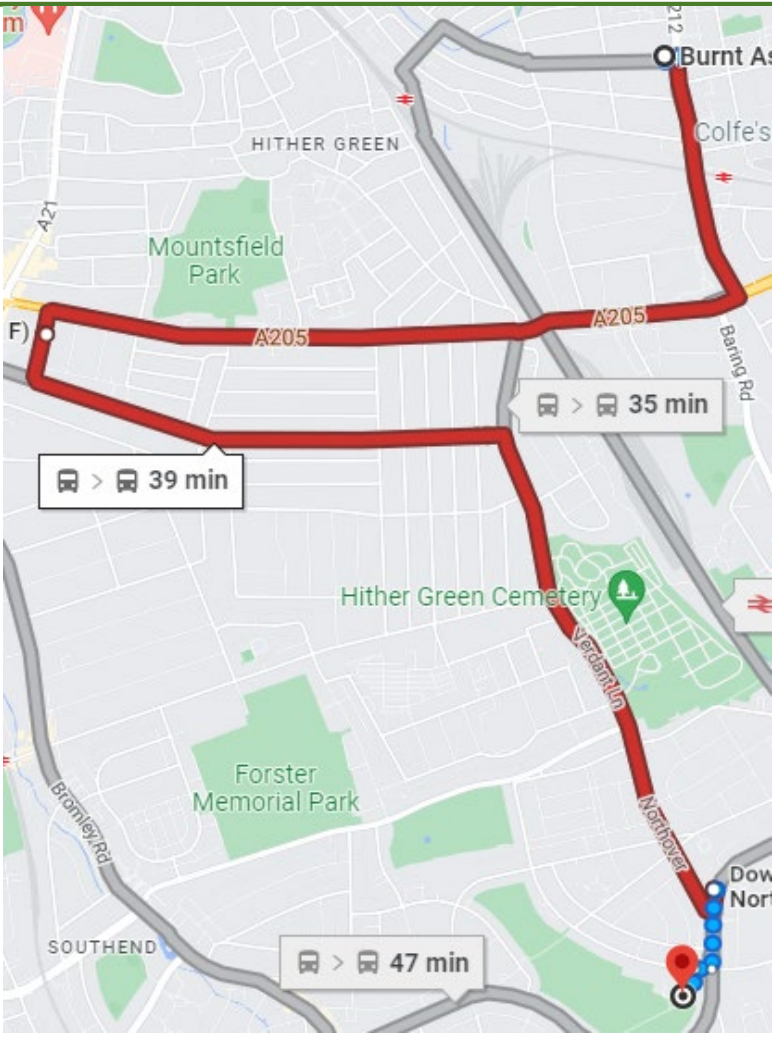 m
212
Burnt As
Colfe's
HITHER GREEN
A21
Mountsfield
Park
F)
A205
A205
Baring Rd
> 35 min
> 39 min
Hither Green Cemetery
Verdant Ln
Forster
Memorial Park
Bromley Rd
Northover
Dow
Nort
SOUTHEND
> 47 min